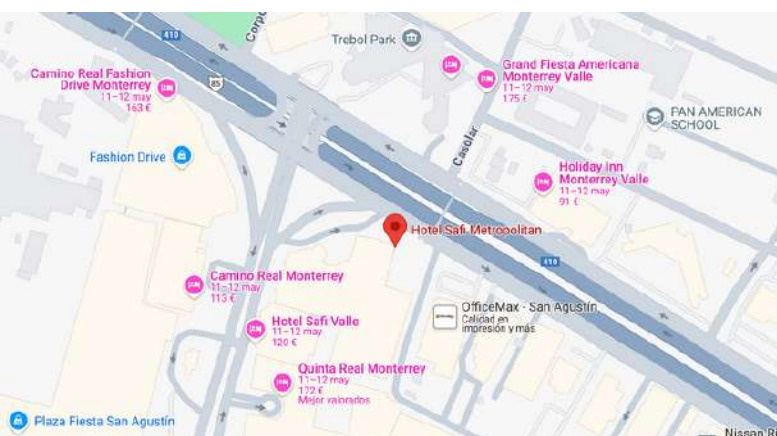 410
Corpo
Trebol Park
Camino Real Fashion
Drive Monterrey
11–12 may
163 €
85
Grand Fiesta Americana
Monterrey Valle
11–12 may
175 €
PAN AMERICAN
SCHOOL
Fashion Drive
Casolar
Holiday Inn
Monterrey Valle
11–12 may
91 €
Hotel Safi Metropolitan
410
Camino Real Monterrey
11–12 may
113 €
OfficeMax - San Agustín
Calidad en
impresión y más
Hotel Safi Valle
11–12 may
120 €
Quinta Real Monterrey
11–12 may
172 €
Mejor valorados
Plaza Fiesta San Agustín
Nissan Ri